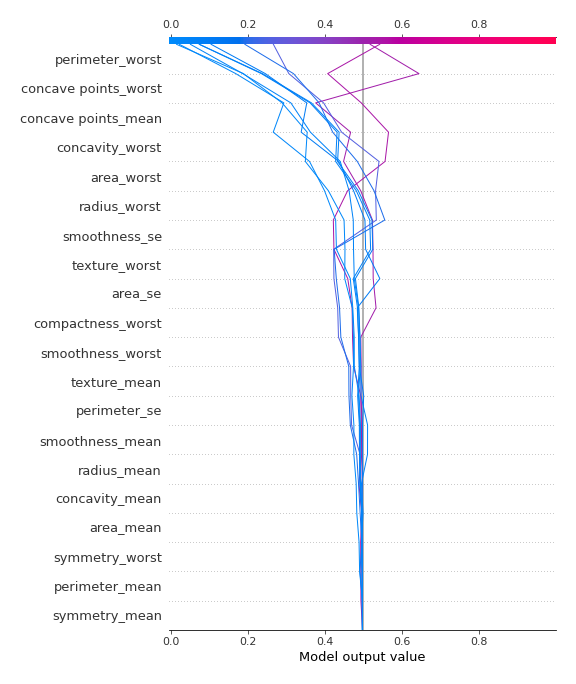 0.0 0.2 0.4 0.6 0.8
perimeter_worst
concave points_worst
concave points_mean
concavity_worst
area_worst
radius_worst
smoothness_se
texture_worst
area_se
compactness_worst
smoothness_worst
texture_mean
perimeter_se
smoothness_mean
radius_mean
concavity_mean
area_mean
symmetry_worst
perimeter_mean
symmetry_mean
0.0 0.2 0.4 0.6 0.8
Model output value